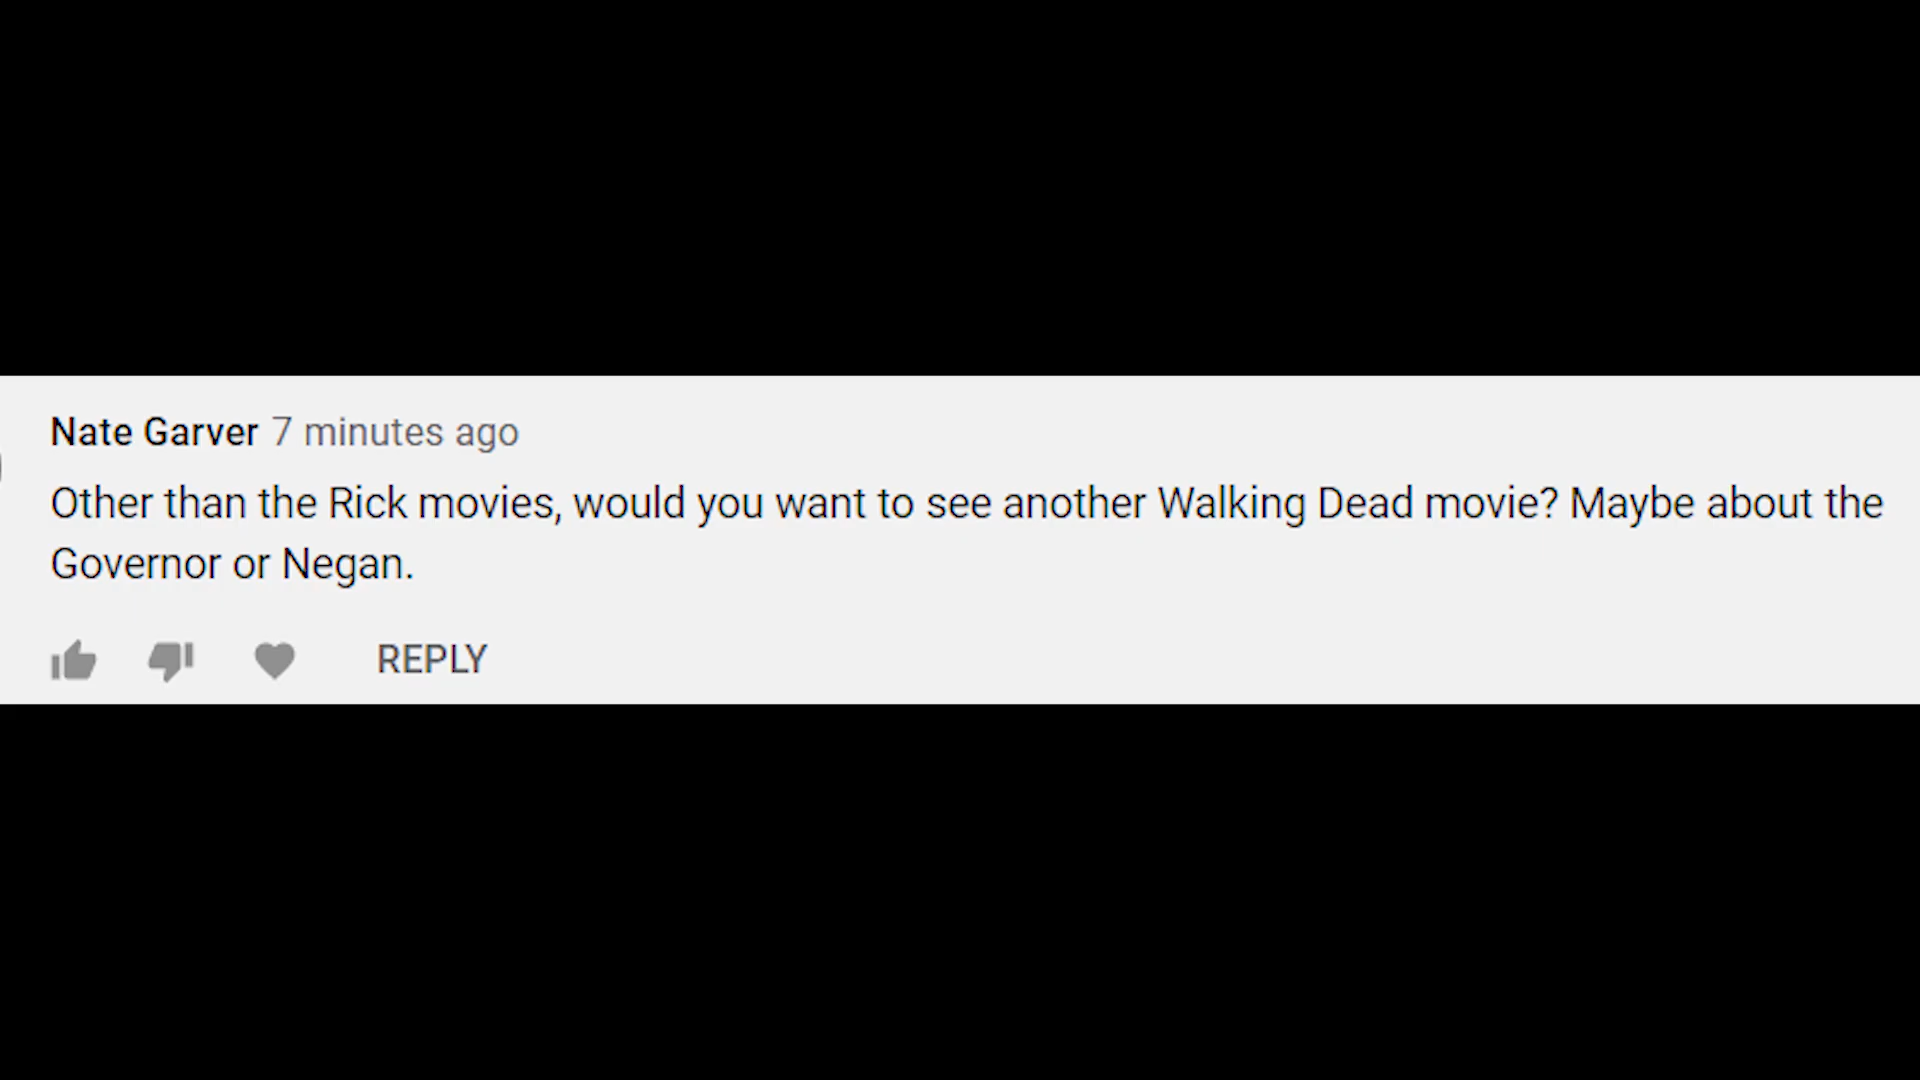 Nate Garver 7 minutes ago
Other than the Rick movies, would you want to see another Walking Dead movie? Maybe about the
Governor or Negan.
REPLY